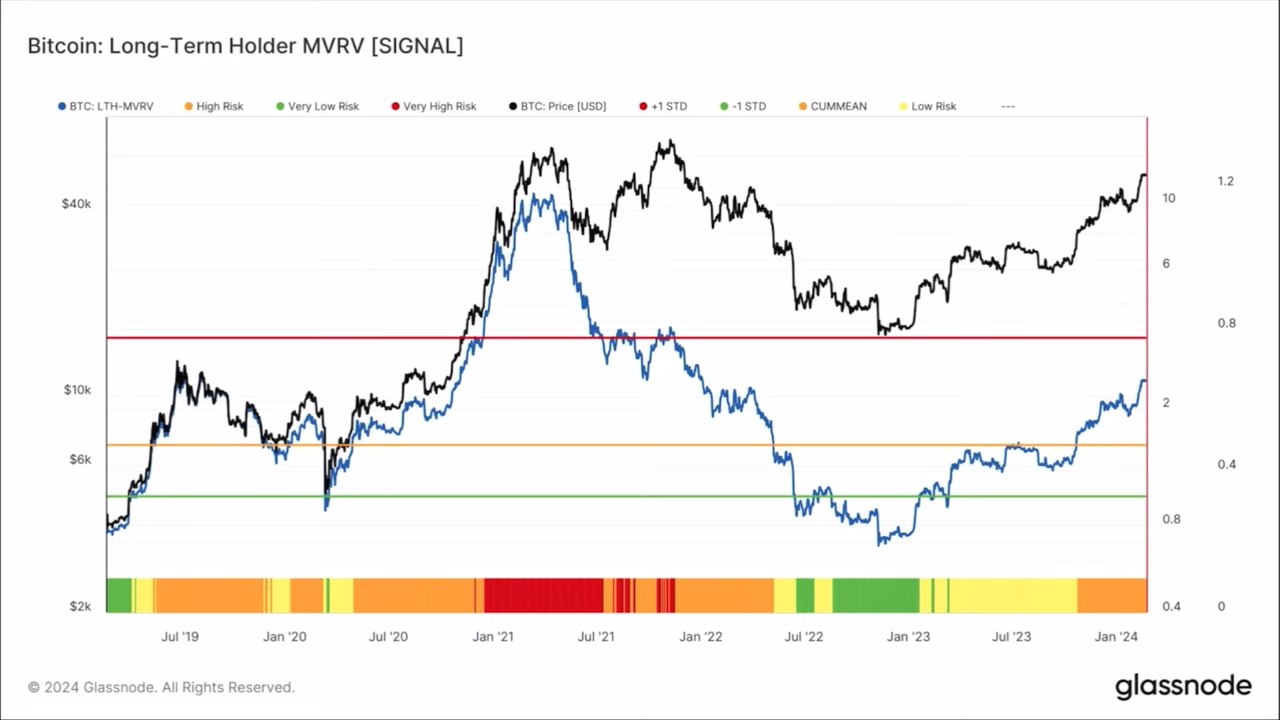 Bitcoin: Long-Term Holder MVRV [SIGNAL]
BTC: LTH-MVRV High Risk Very Low Risk Very High Risk BTC: Price [USD] +1 STD -1 STD CUMMEAN Low Risk ---
$40k 10 1.2
6
0.8
$10k 2
$6k 0.4
0.8
$2k 0.4 0
Jul '19 Jan '20 Jul '20 Jan '21 Jul '21 Jan '22 Jul '22 Jan '23 Jul '23 Jan '24
© 2024 Glassnode. All Rights Reserved. glassnode